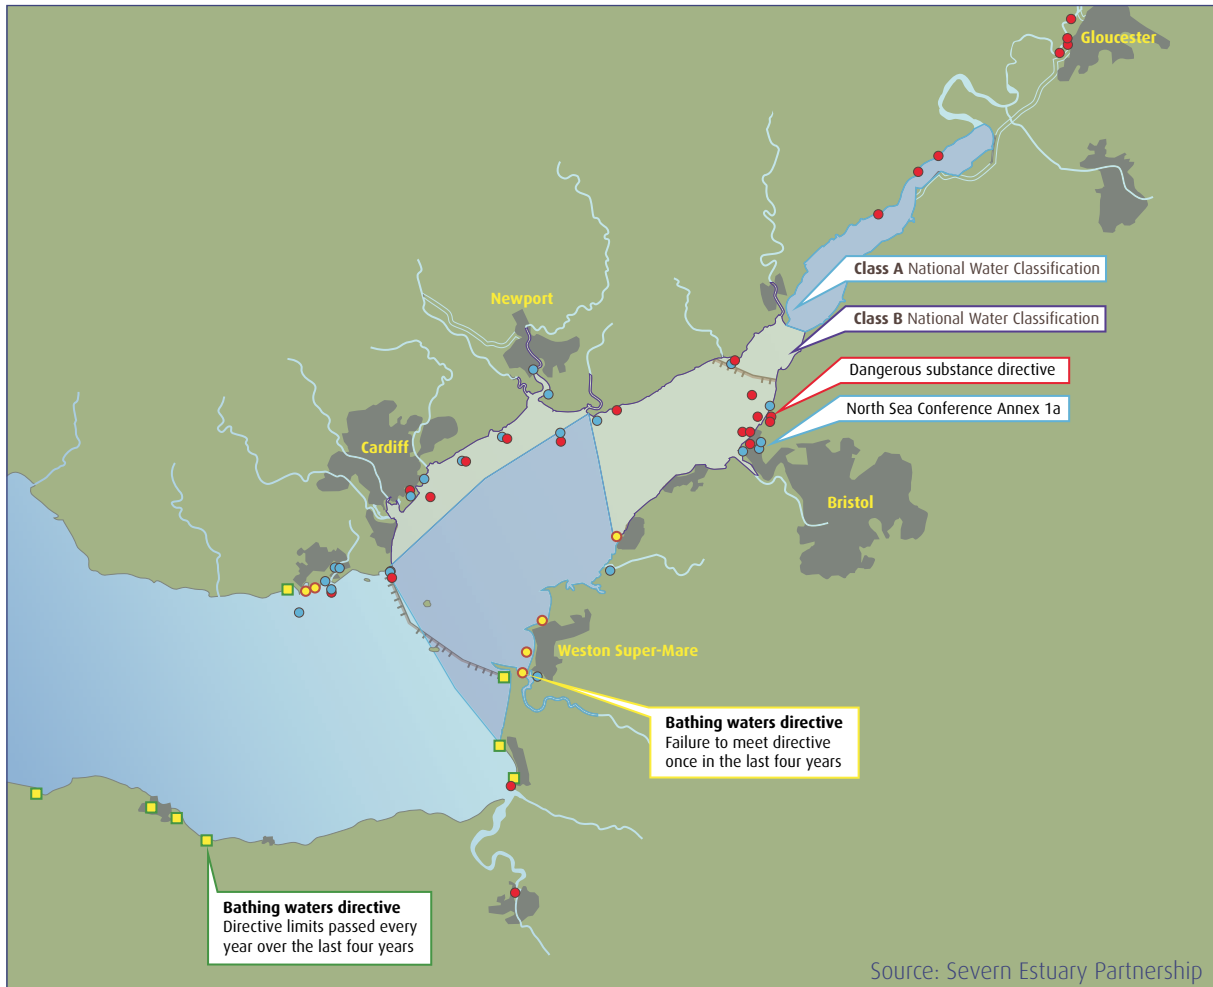 Gloucester
Class A National Water Classification
Newport
Class B National Water Classification
Dangerous substance directive
North Sea Conference Annex 1a
Cardiff
Bristol
Weston Super-Mare
Bathing waters directive
Failure to meet directive
once in the last four years
Bathing waters directive
Directive limits passed every
year over the last four years
Source: Severn Estuary Partnership